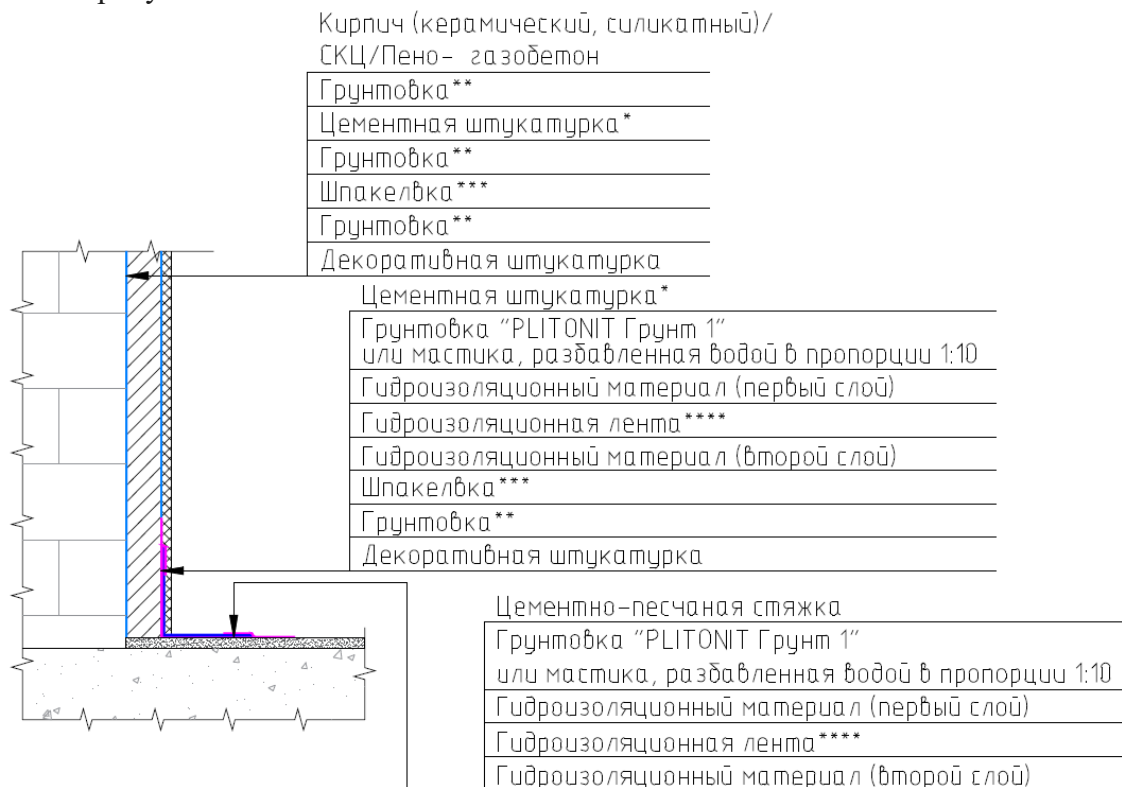 Кирпич (керамический, силикатный)/
СКЦ/Пено- газобетон
Грунтовка**
Цементная штукатурка*
Грунтовка**
Шпакелвка***
Грунтовка**
Декоративная штукатурка
Цементная штукатурка*
Грунтовка "PLITONIT Грунт 1"
или мастика, разбавленная водой в пропорции 1:10
Гидроизоляционный материал (первый слой)
Гидроизоляционная лента****
Гидроизоляционный материал (второй слой)
Шпакелвка***
Грунтовка**
Декоративная штукатурка
Цементно-песчаная стяжка
Грунтовка "PLITONIT Грунт 1"
или мастика, разбавленная водой в пропорции 1:10
Гидроизоляционный материал (первый слой)
Гидроизоляционная лента****
Гидроизоляционный материал (второй слой)